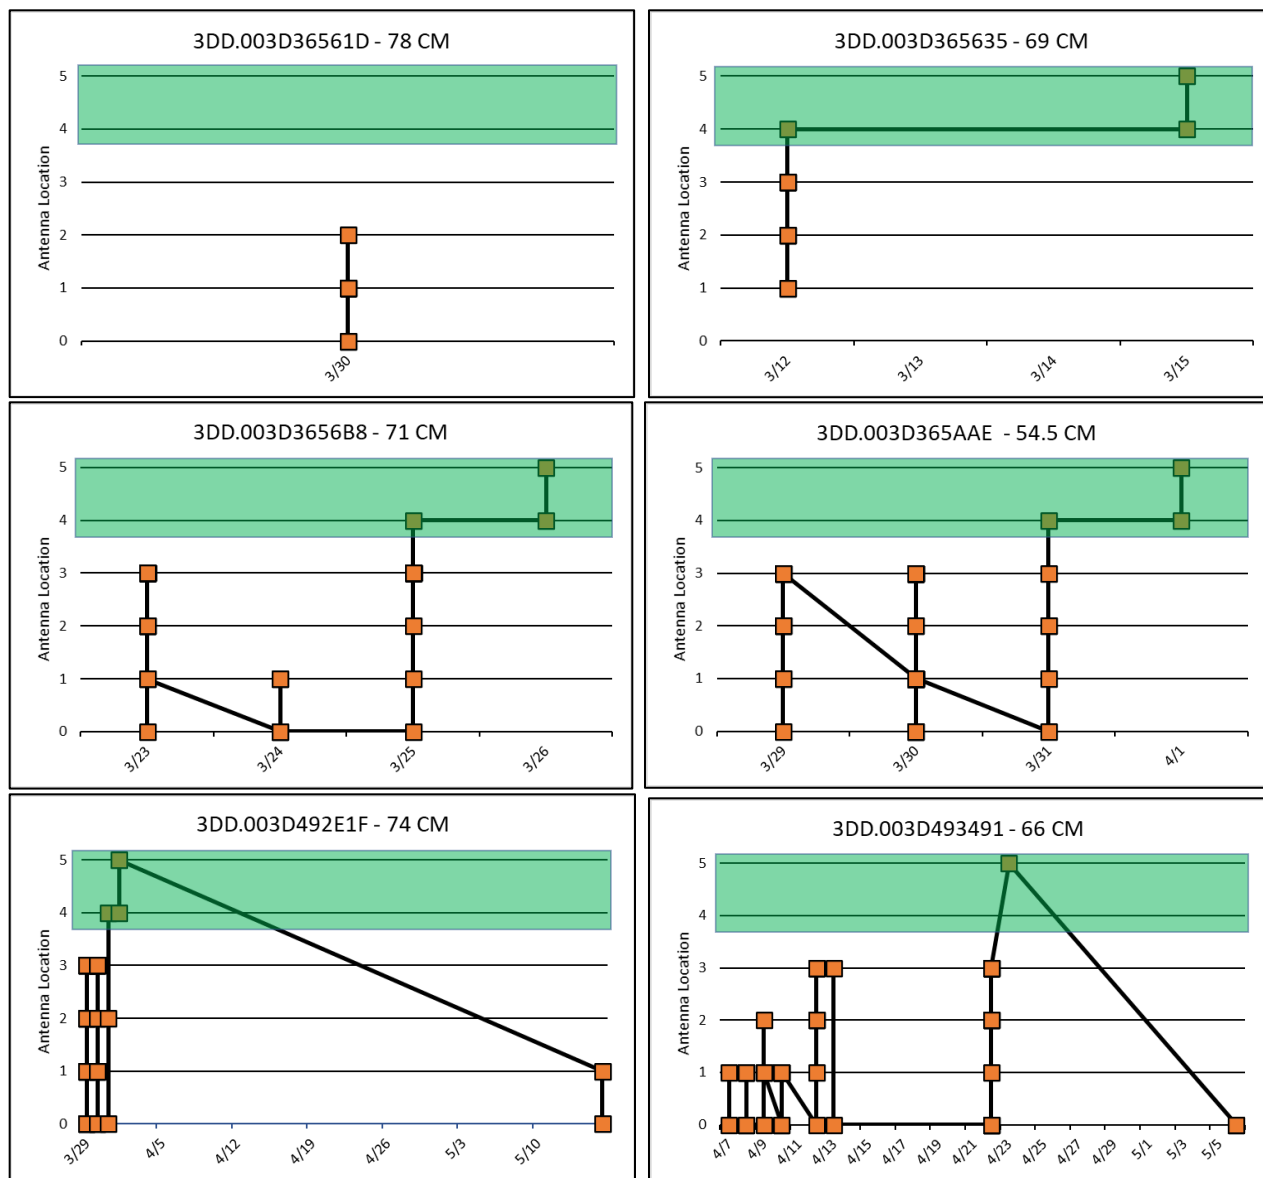 3DD.003D36561D - 78 CM
Antenna Location
5
4
3
2
1
0
3/30
3DD.003D365635 - 69 CM
Antenna Location
5
4
3
2
1
0
3/12 3/13 3/14 3/15
3DD.003D3656B8 - 71 CM
Antenna Location
5
4
3
2
1
0
3/23 3/24 3/25 3/26
3DD.003D365AAE - 54.5 CM
Antenna Location
5
4
3
2
1
0
3/29 3/30 3/31 4/1
3DD.003D492E1F - 74 CM
Antenna Location
5
4
3
2
1
0
3/29 4/5 4/12 4/19 4/26 5/3 5/10
3DD.003D493491 - 66 CM
Antenna Location
5
4
3
2
1
0
4/7 4/9 4/11 4/13 4/15 4/17 4/19 4/21 4/23 4/25 4/27 4/29 5/1 5/3 5/5